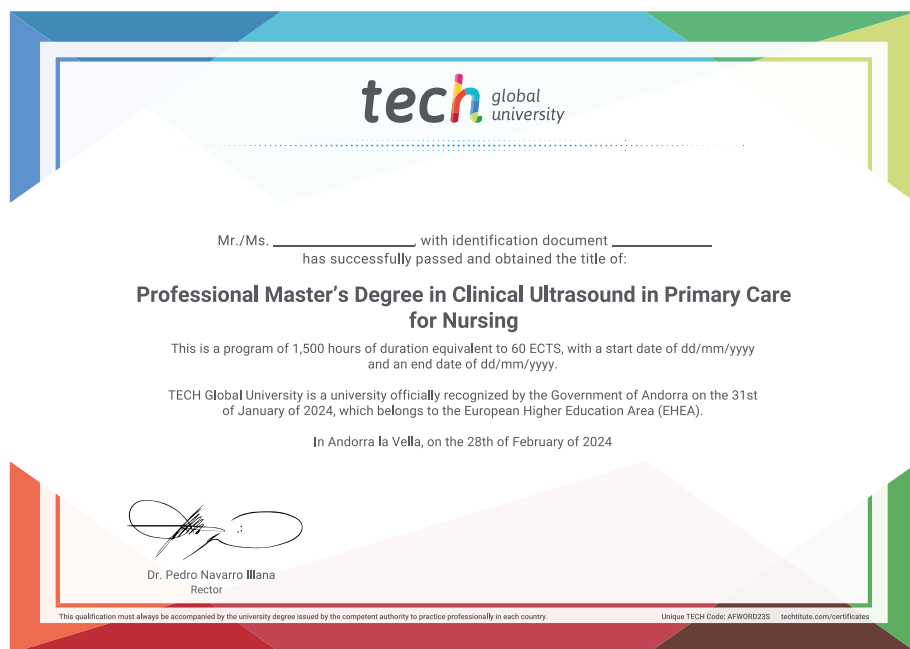 tech global
university
Mr./Ms. ____________________, with identification document ______________
has successfully passed and obtained the title of:
Professional Master's Degree in Clinical Ultrasound in Primary Care
for Nursing
This is a program of 1,500 hours of duration equivalent to 60 ECTS, with a start date of dd/mm/yyyy
and an end date of dd/mm/yyyy.
TECH Global University is a university officially recognized by the Government of Andorra on the 31st
of January of 2024, which belongs to the European Higher Education Area (EHEA).
In Andorra la Vella, on the 28th of February of 2024
Dr. Pedro Navarro Illana
Rector
This qualification must always be accompanied by the university degree issued by the competent authority to practice professionally in each country.
Unique TECH Code: AFWORD23S techtitute.com/certificates